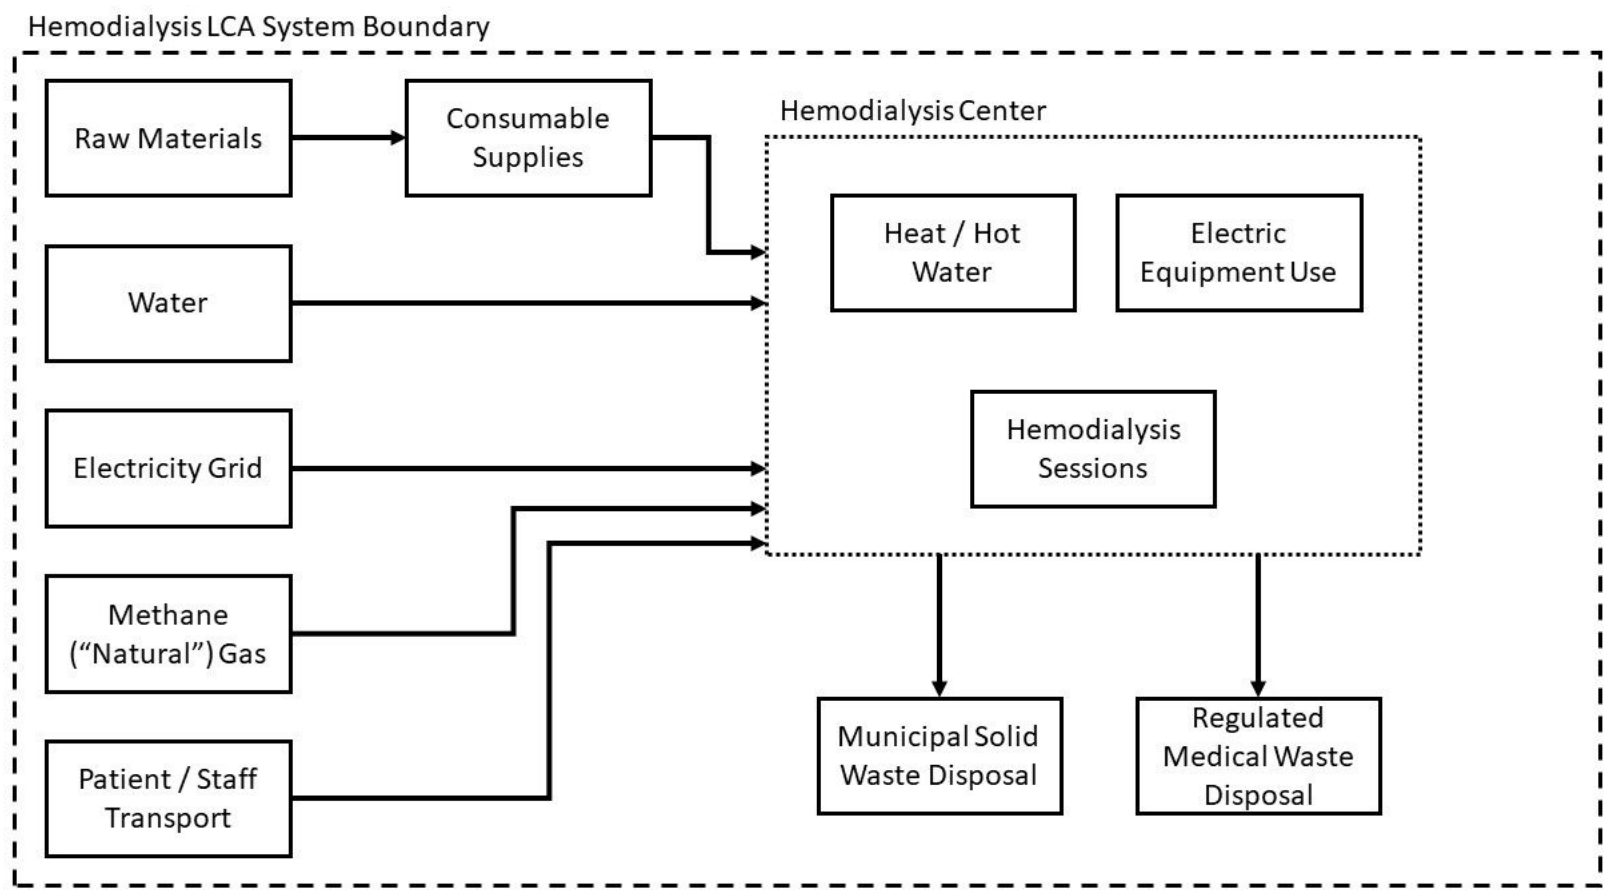 Hemodialysis LCA System Boundary
Raw Materials
Consumable
Supplies
Hemodialysis Center
Heat / Hot
Water
Electric
Equipment Use
Water
Hemodialysis
Sessions
Electricity Grid
Methane
(“Natural”) Gas
Patient / Staff
Transport
Municipal Solid
Waste Disposal
Regulated
Medical Waste
Disposal